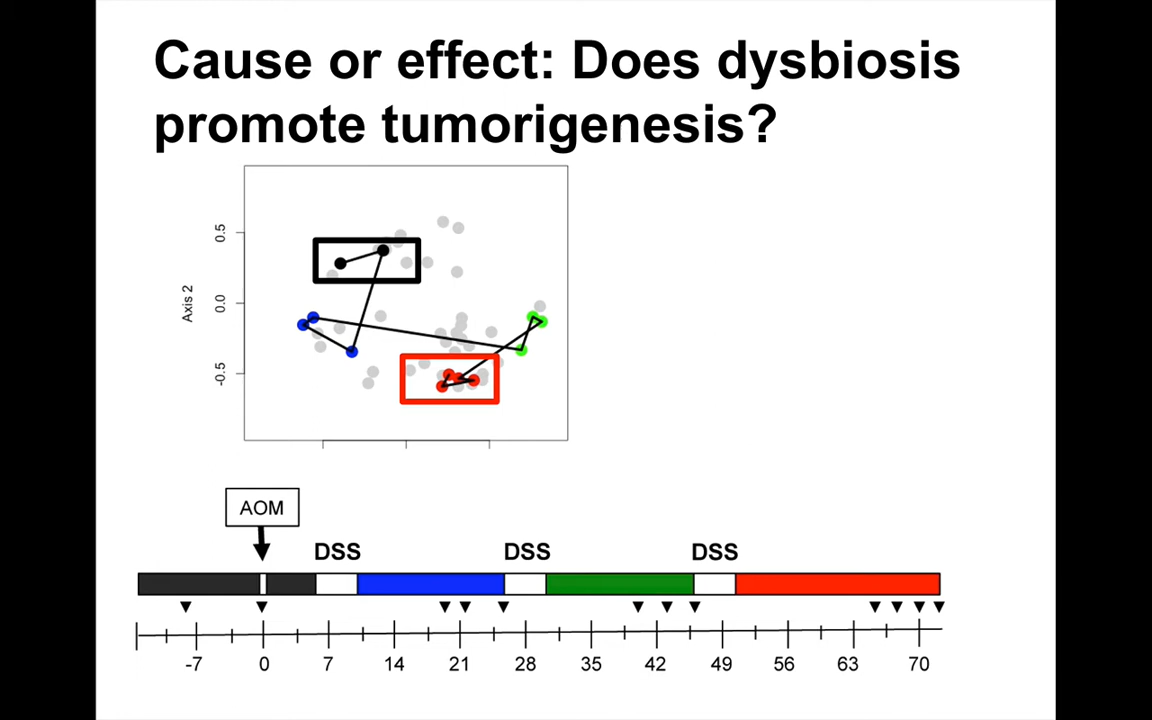 Cause or effect: Does dysbiosis
promote tumorigenesis?
0.5
0.0
-0.5
Axis 2
AOM
DSS DSS DSS
-7 0 7 14 21 28 35 42 49 56 63 70